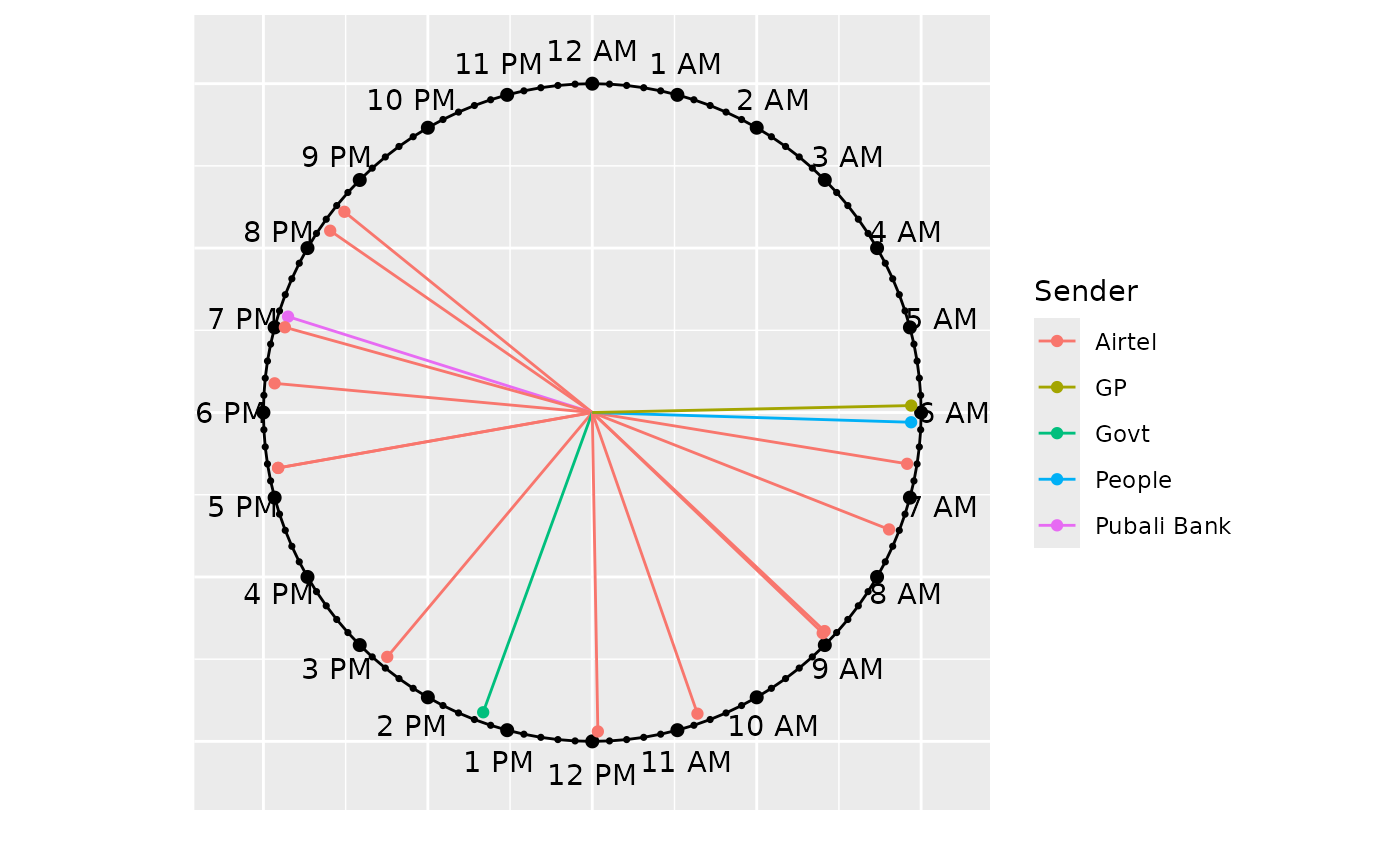 12 AM
11 PM
1 AM
10 PM
2 AM
9 PM
3 AM
8 PM
4 AM
7 PM
5 AM
6 PM
6 AM
5 PM
7 AM
4 PM
8 AM
3 PM
9 AM
2 PM
10 AM
1 PM
11 AM
12 PM
Sender
Airtel
GP
Govt
People
Pubali Bank